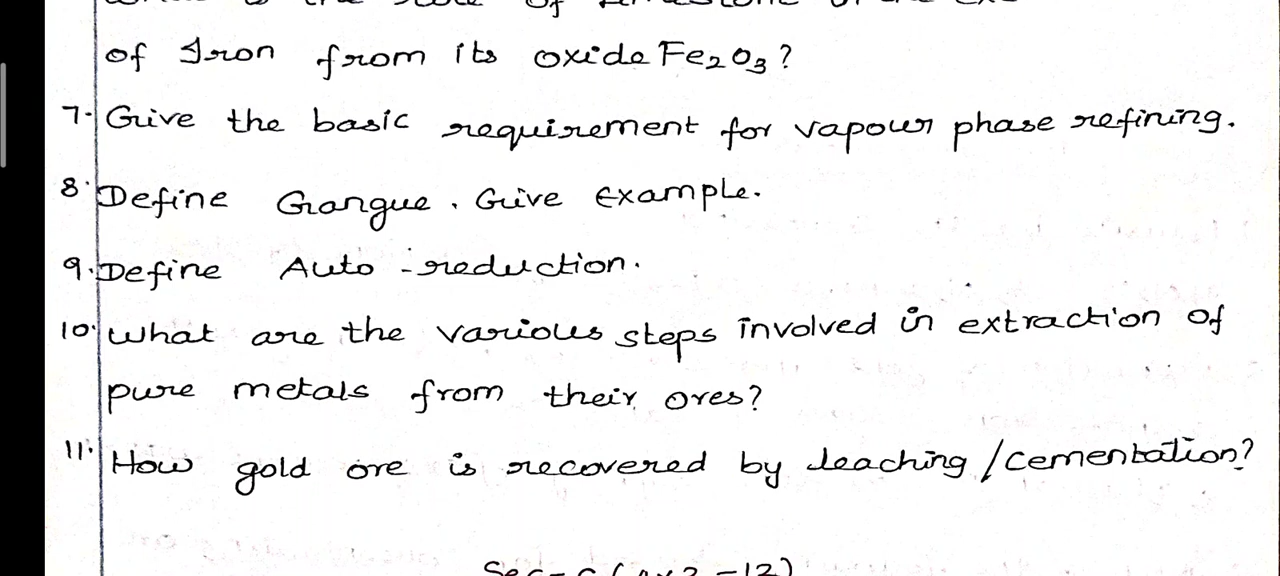 of Iron from its oxide Fe₂O₃?
7. Give the basic requirement for vapour phase refining.
8. Define Gangue. Give Example.
9. Define Auto-reduction.
10. What are the various steps involved in extraction of
pure metals from their ores?
11. How gold ore is recovered by leaching/cementation?